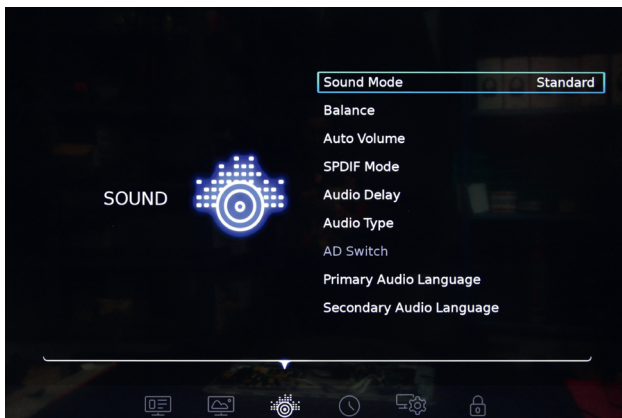 SOUND
Sound Mode Standard
Balance
Auto Volume
SPDIF Mode
Audio Delay
Audio Type
AD Switch
Primary Audio Language
Secondary Audio Language